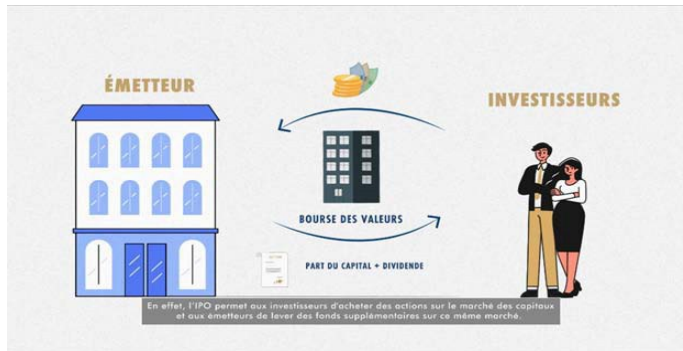 ÉMETTEUR
INVESTISSEURS
BOURSE DES VALEURS
PART DU CAPITAL + DIVIDENDE
En effet, l'IPO permet aux investisseurs d'acheter des actions sur le marché des capitaux
et aux émetteurs de lever des fonds supplémentaires sur ce même marché.